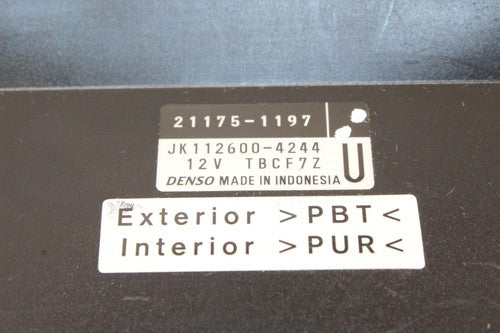 21175-1197
JK112600-4244
12V TBCF7Z
DENSO MADE IN INDONESIA
U
Exterior >PBT<
Interior >PUR<